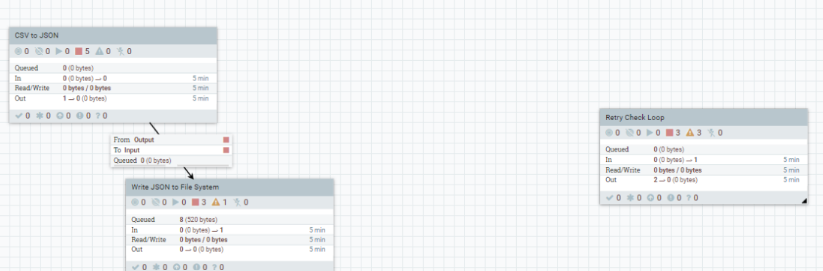 CSV to JSON
0 0 0 5 0 0
Queued 0 (0 bytes)
In 0 (0 bytes) → 0 5 min
Read/Write 0 bytes / 0 bytes 5 min
Out 1 → 0 (0 bytes) 5 min
0 0 0 0 ? 0
From Output
To Input
Queued 0 (0 bytes)
Write JSON to File System
0 0 0 3 1 0
Queued 8 (520 bytes)
In 0 (0 bytes) → 1 5 min
Read/Write 0 bytes / 0 bytes 5 min
Out 0 → 0 (0 bytes) 5 min
0 0 0 0 ? 0
Retry Check Loop
0 0 0 3 3 0
Queued 0 (0 bytes)
In 0 (0 bytes) → 1 5 min
Read/Write 0 bytes / 0 bytes 5 min
Out 2 → 0 (0 bytes) 5 min
0 0 0 0 ? 0